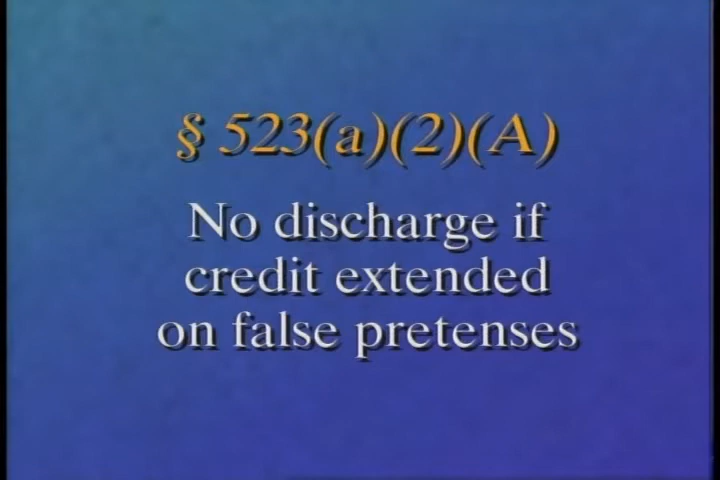 § 523(a)(2)(A)
No discharge if
credit extended
on false pretenses